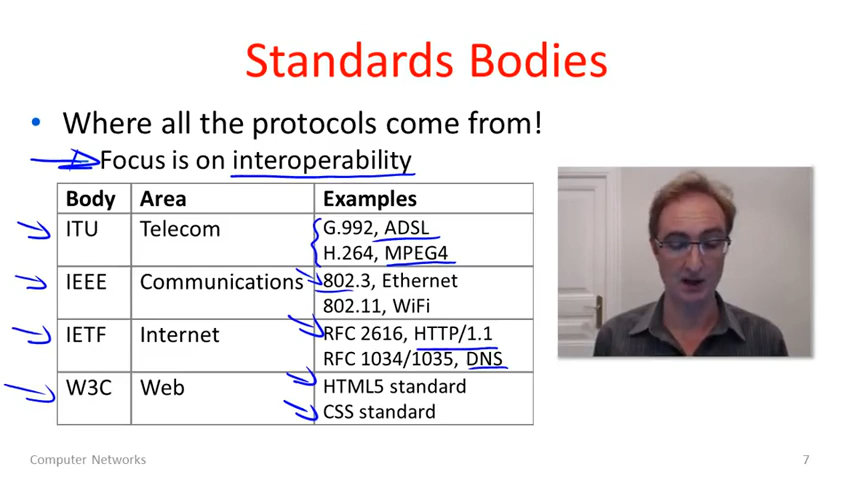 Standards Bodies
• Where all the protocols come from!
Focus is on interoperability
Body Area Examples
ITU Telecom G.992, ADSL
H.264, MPEG4
IEEE Communications 802.3, Ethernet
802.11, WiFi
IETF Internet RFC 2616, HTTP/1.1
RFC 1034/1035, DNS
W3C Web HTML5 standard
CSS standard
Computer Networks 7